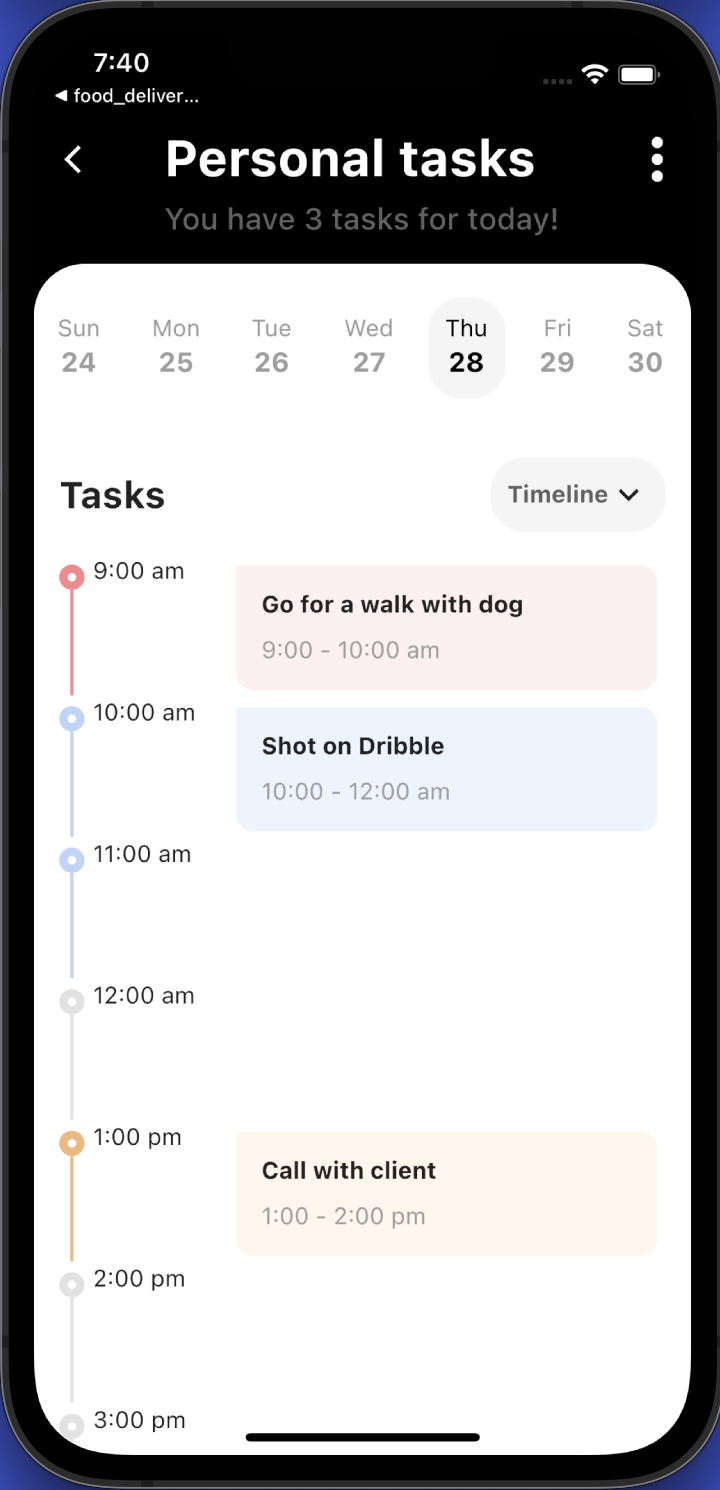 7:40
◀ food_deliver...
Personal tasks
You have 3 tasks for today!
Sun Mon Tue Wed Thu Fri Sat
24 25 26 27 28 29 30
Tasks
Timeline
9:00 am
Go for a walk with dog
9:00 - 10:00 am
10:00 am
Shot on Dribble
10:00 - 12:00 am
11:00 am
12:00 am
1:00 pm
Call with client
1:00 - 2:00 pm
2:00 pm
3:00 pm